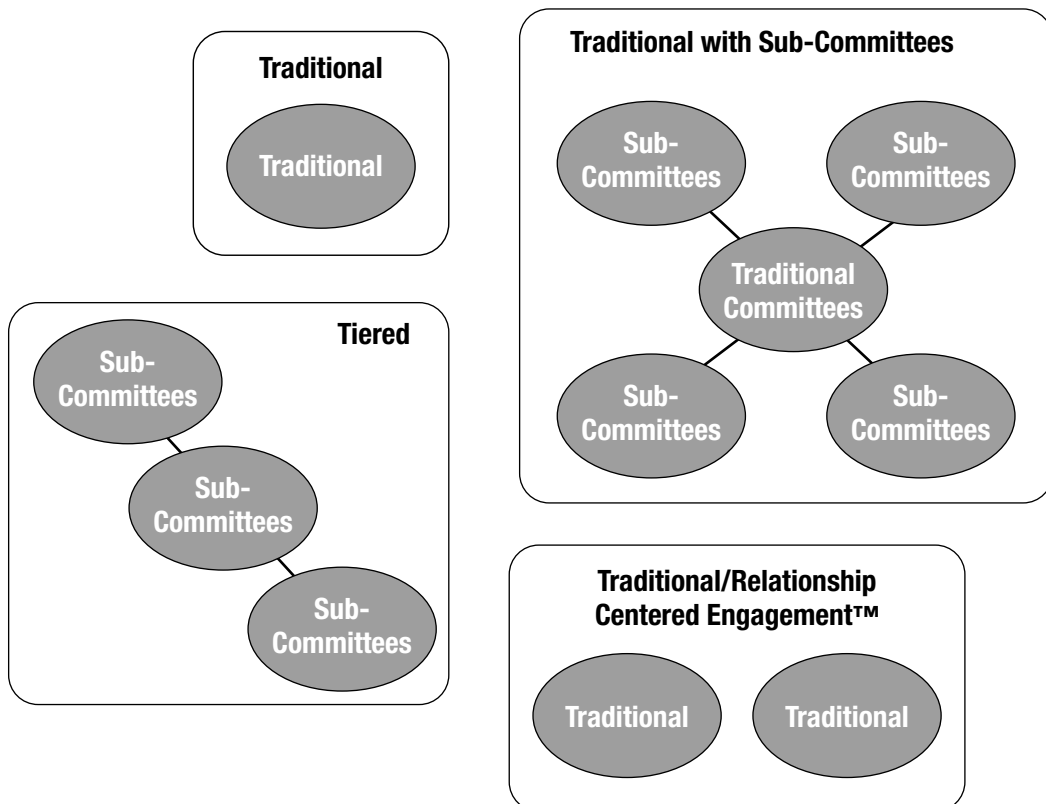 Traditional
Traditional
Traditional with Sub-Committees
Sub-
Committees
Sub-
Committees
Traditional
Committees
Sub-
Committees
Sub-
Committees
Tiered
Sub-
Committees
Sub-
Committees
Sub-
Committees
Traditional/Relationship
Centered Engagement™
Traditional
Traditional